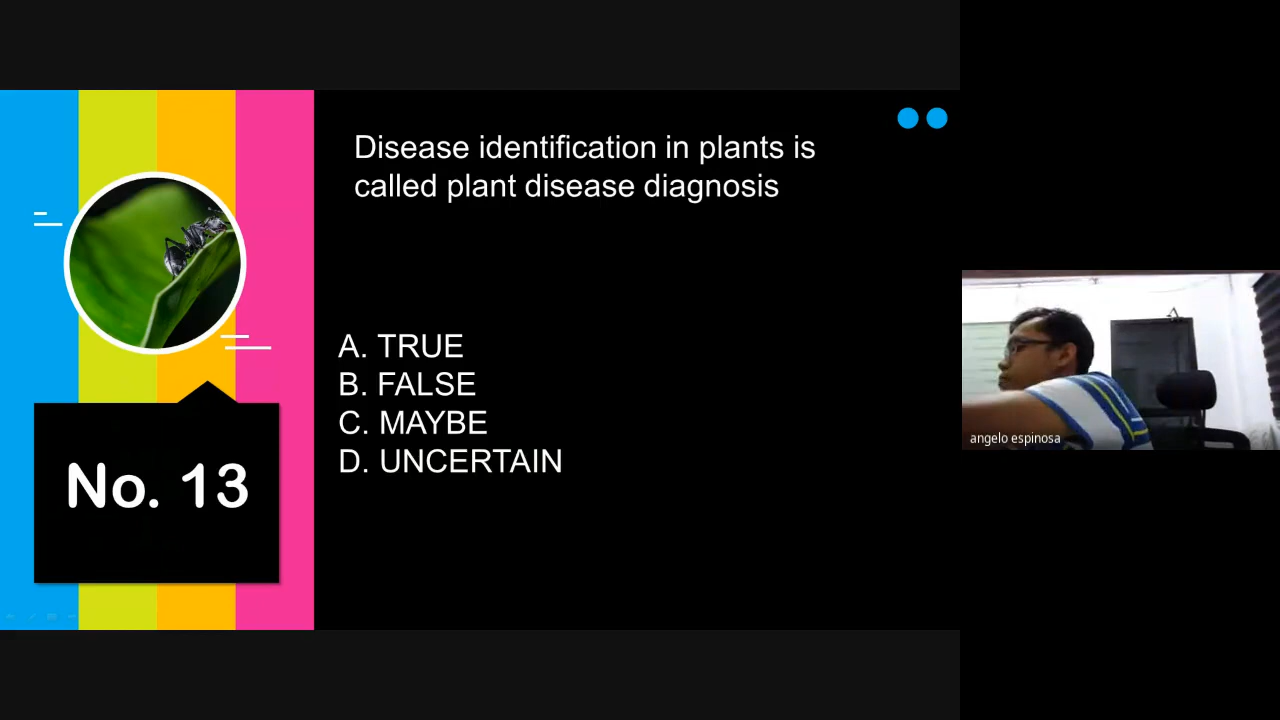 Disease identification in plants is
called plant disease diagnosis
A. TRUE
B. FALSE
C. MAYBE
D. UNCERTAIN
No. 13
angelo espinosa